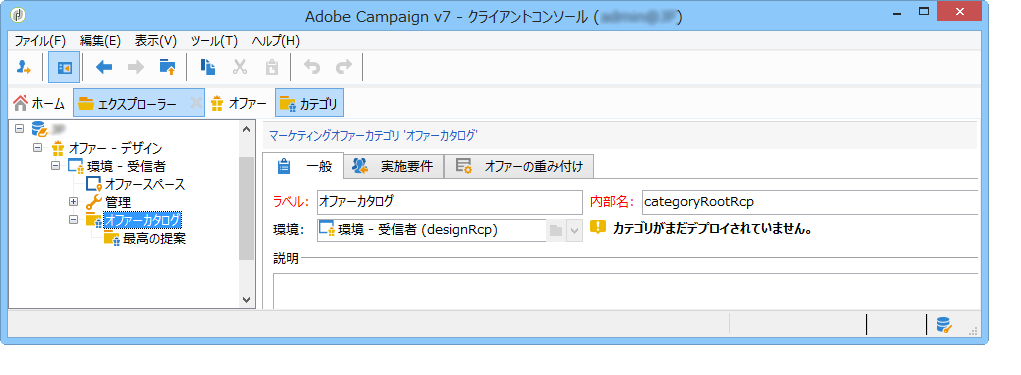 Adobe Campaign v7 - クライアントコンソール ( )
ファイル(F) 編集(E) 表示(V) ツール(T) ヘルプ(H)
ホーム エクスプローラー オファー カテゴリ
オファー - デザイン
環境 - 受信者
オファースペース
管理
オファーカタログ
最高の提案
マーケティングオファーカテゴリ 'オファーカタログ'
一般 実施要件 オファーの重み付け
ラベル: オファーカタログ 内部名: categoryRootRcp
環境: 環境 - 受信者 (designRcp) カテゴリがまだデプロイされていません。
説明